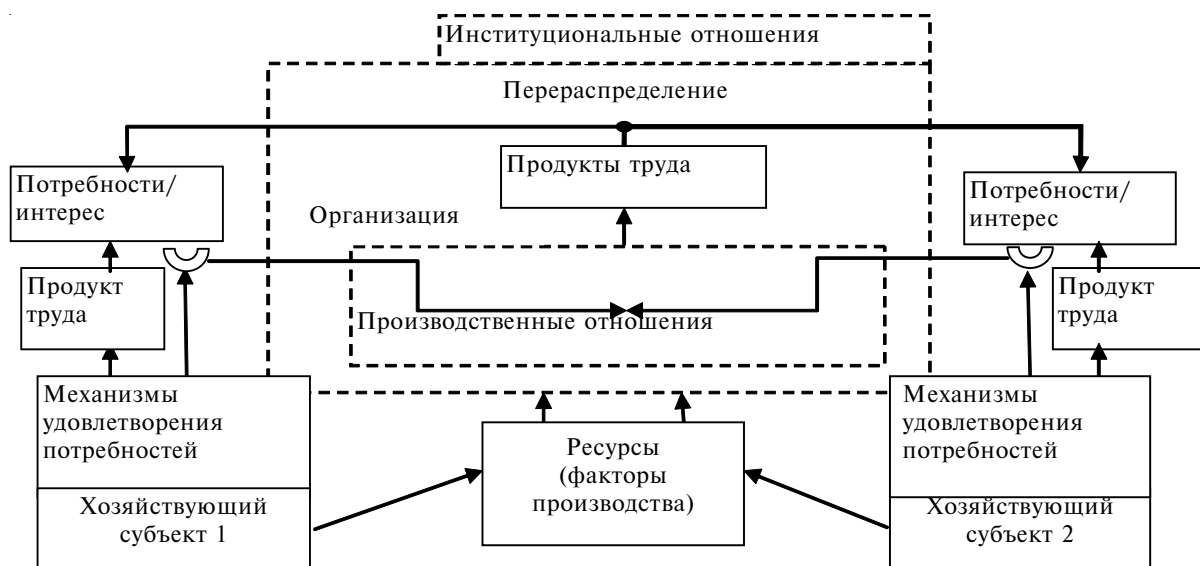 Институциональные отношения
Перераспределение
Продукты труда
Потребности/
интерес
Потребности/
интерес
Организация
Продукт
труда
Продукт
труда
Производственные отношения
Механизмы
удовлетворения
потребностей
Механизмы
удовлетворения
потребностей
Ресурсы
(факторы
производства)
Хозяйствующий
субъект 1
Хозяйствующий
субъект 2